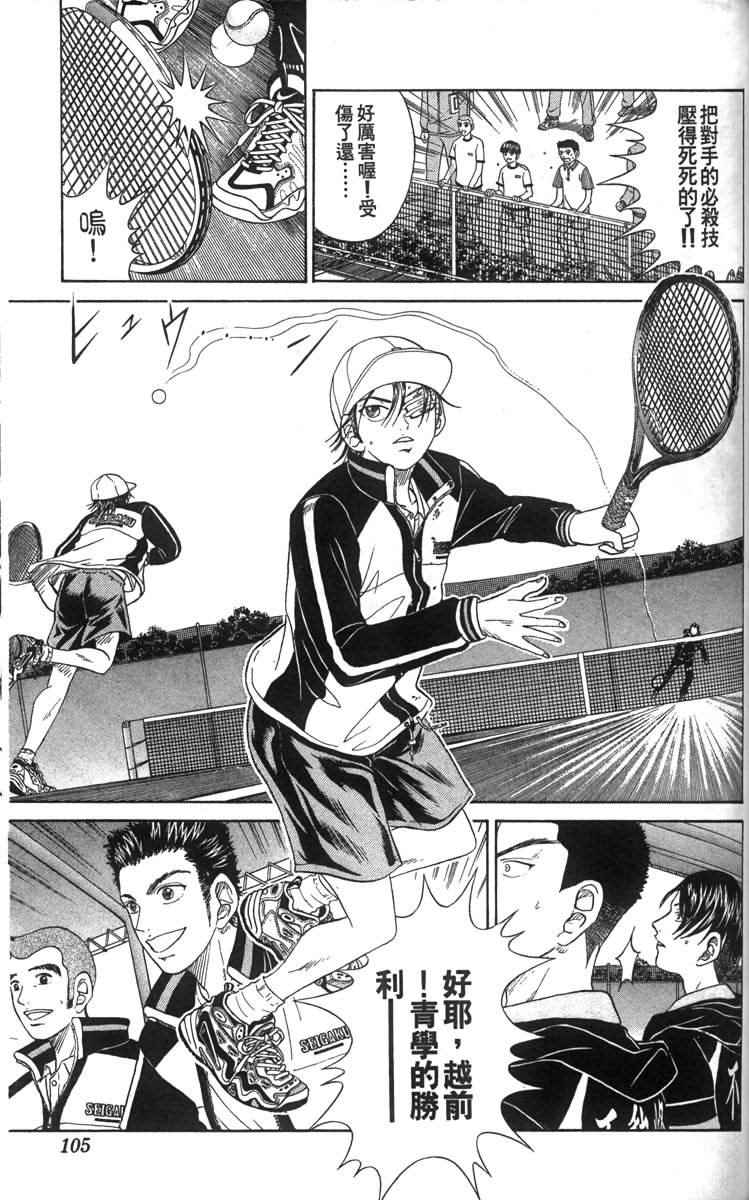 把對手的必殺技
壓得死死的了!!
好厲害喔！受
傷了還……
嗚！
ヒュウ
SEIGAKU
好耶，越前
！青學的勝
利——
SEIGAKU
SEIGAKU
105